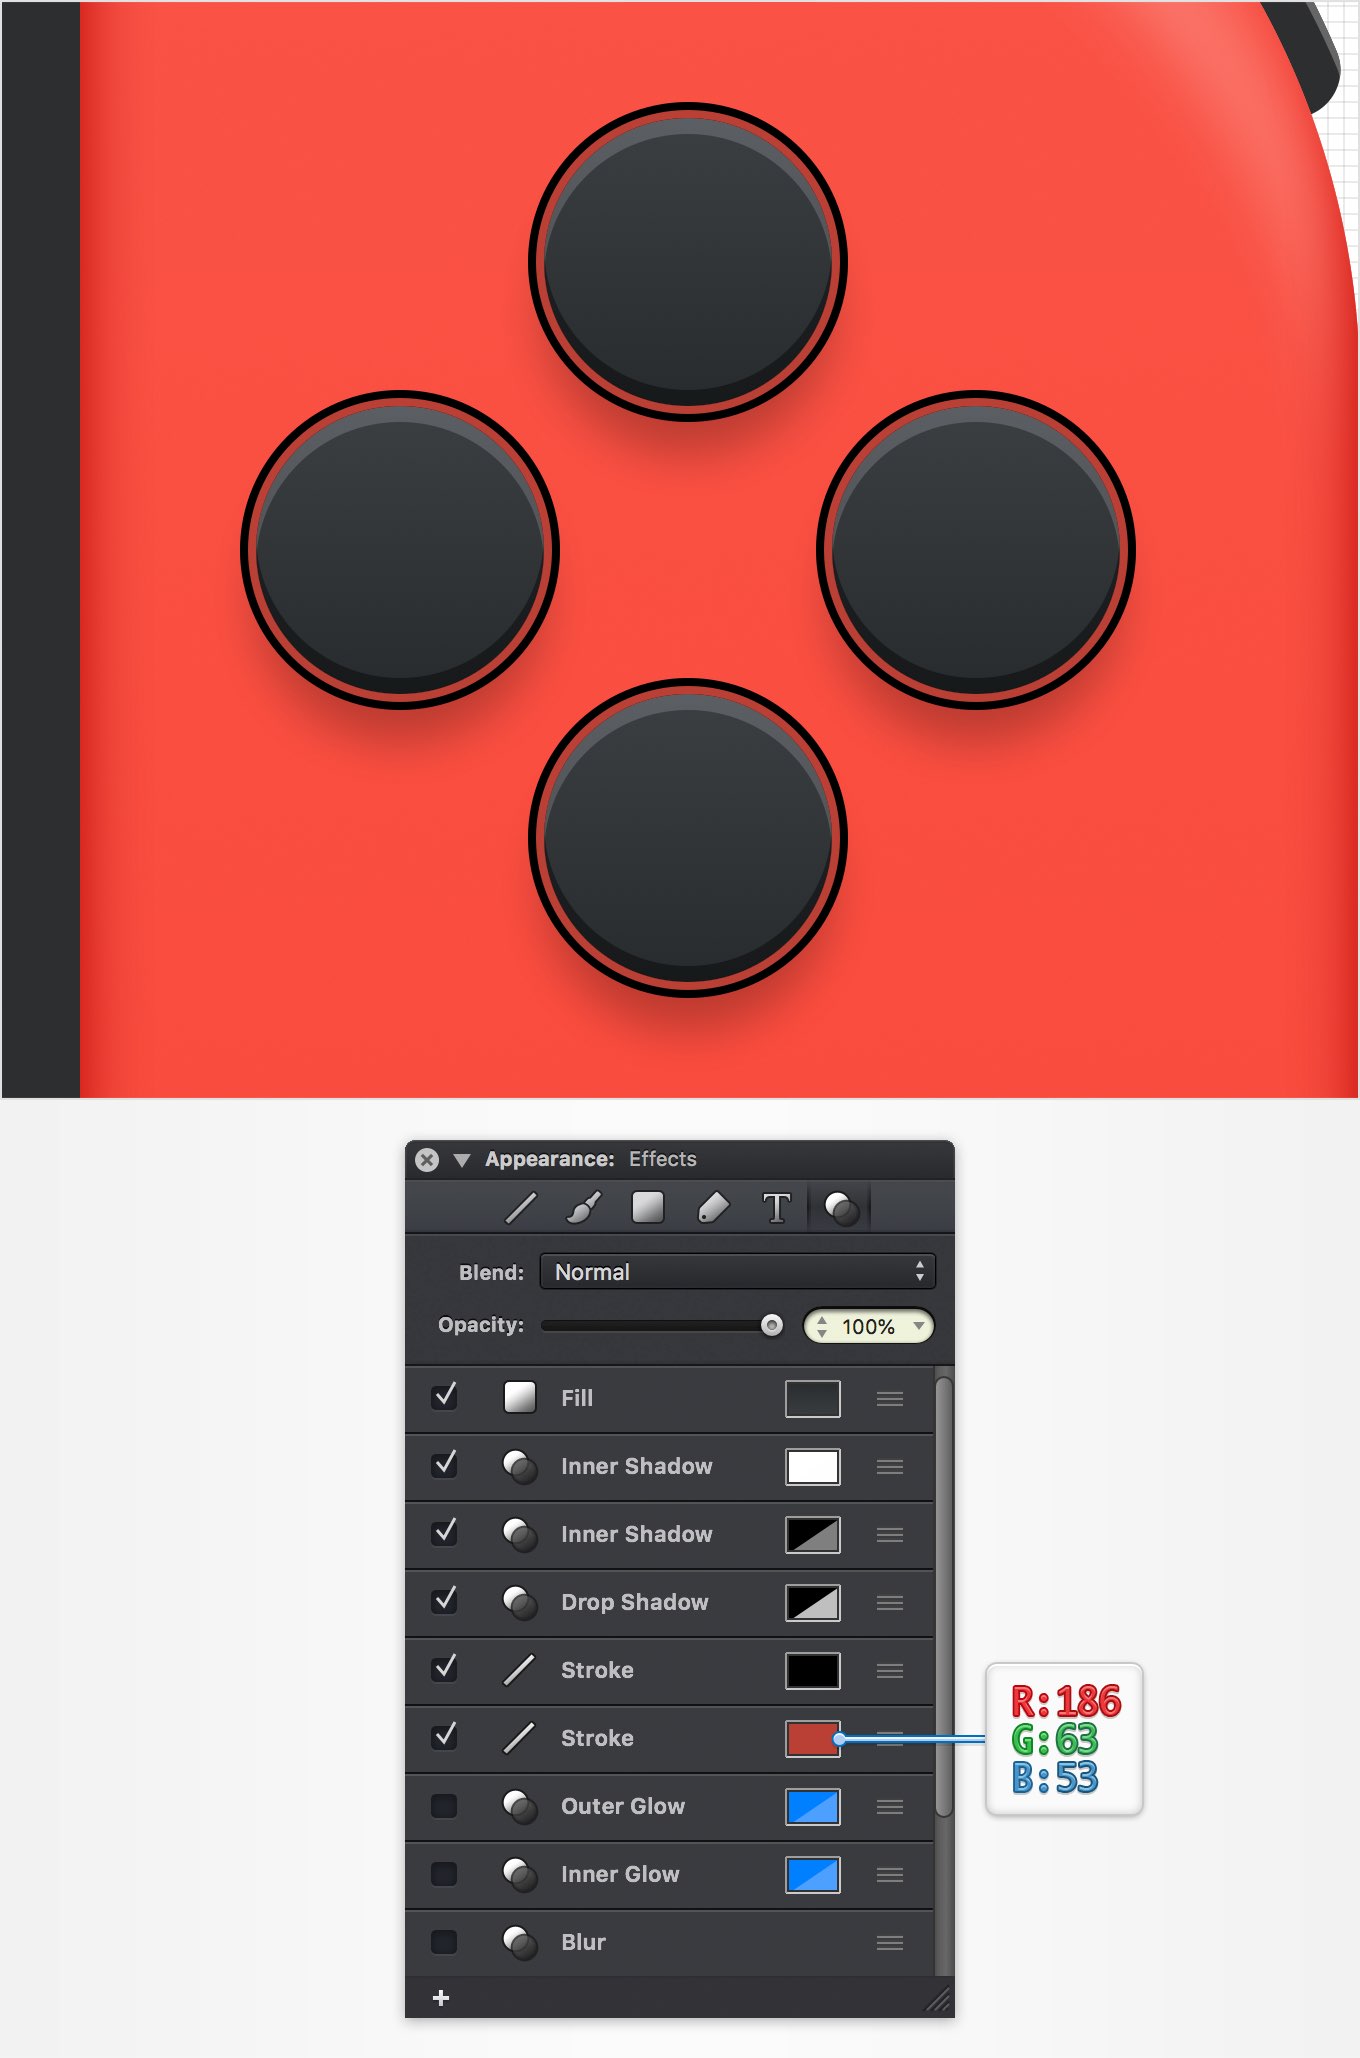 Appearance: Effects
T
Blend: Normal
Opacity: 100%
Fill
Inner Shadow
Inner Shadow
Drop Shadow
Stroke
Stroke
R:186
G:63
B:53
Outer Glow
Inner Glow
Blur
+